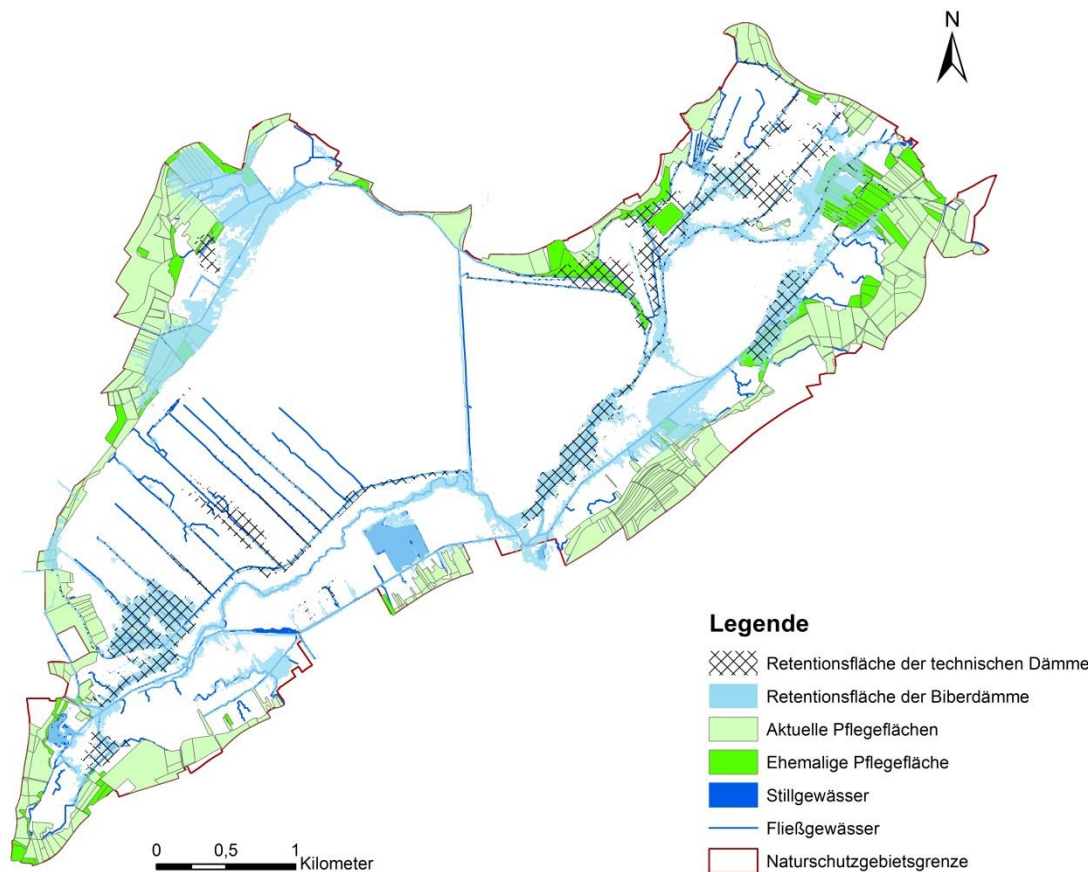 N
Legende
Retentionsfläche der technischen Dämme
Retentionsfläche der Biberdämme
Aktuelle Pflegeflächen
Ehemalige Pflegefläche
Stillgewässer
Fließgewässer
Naturschutzgebietsgrenze
0 0,5 1
Kilometer